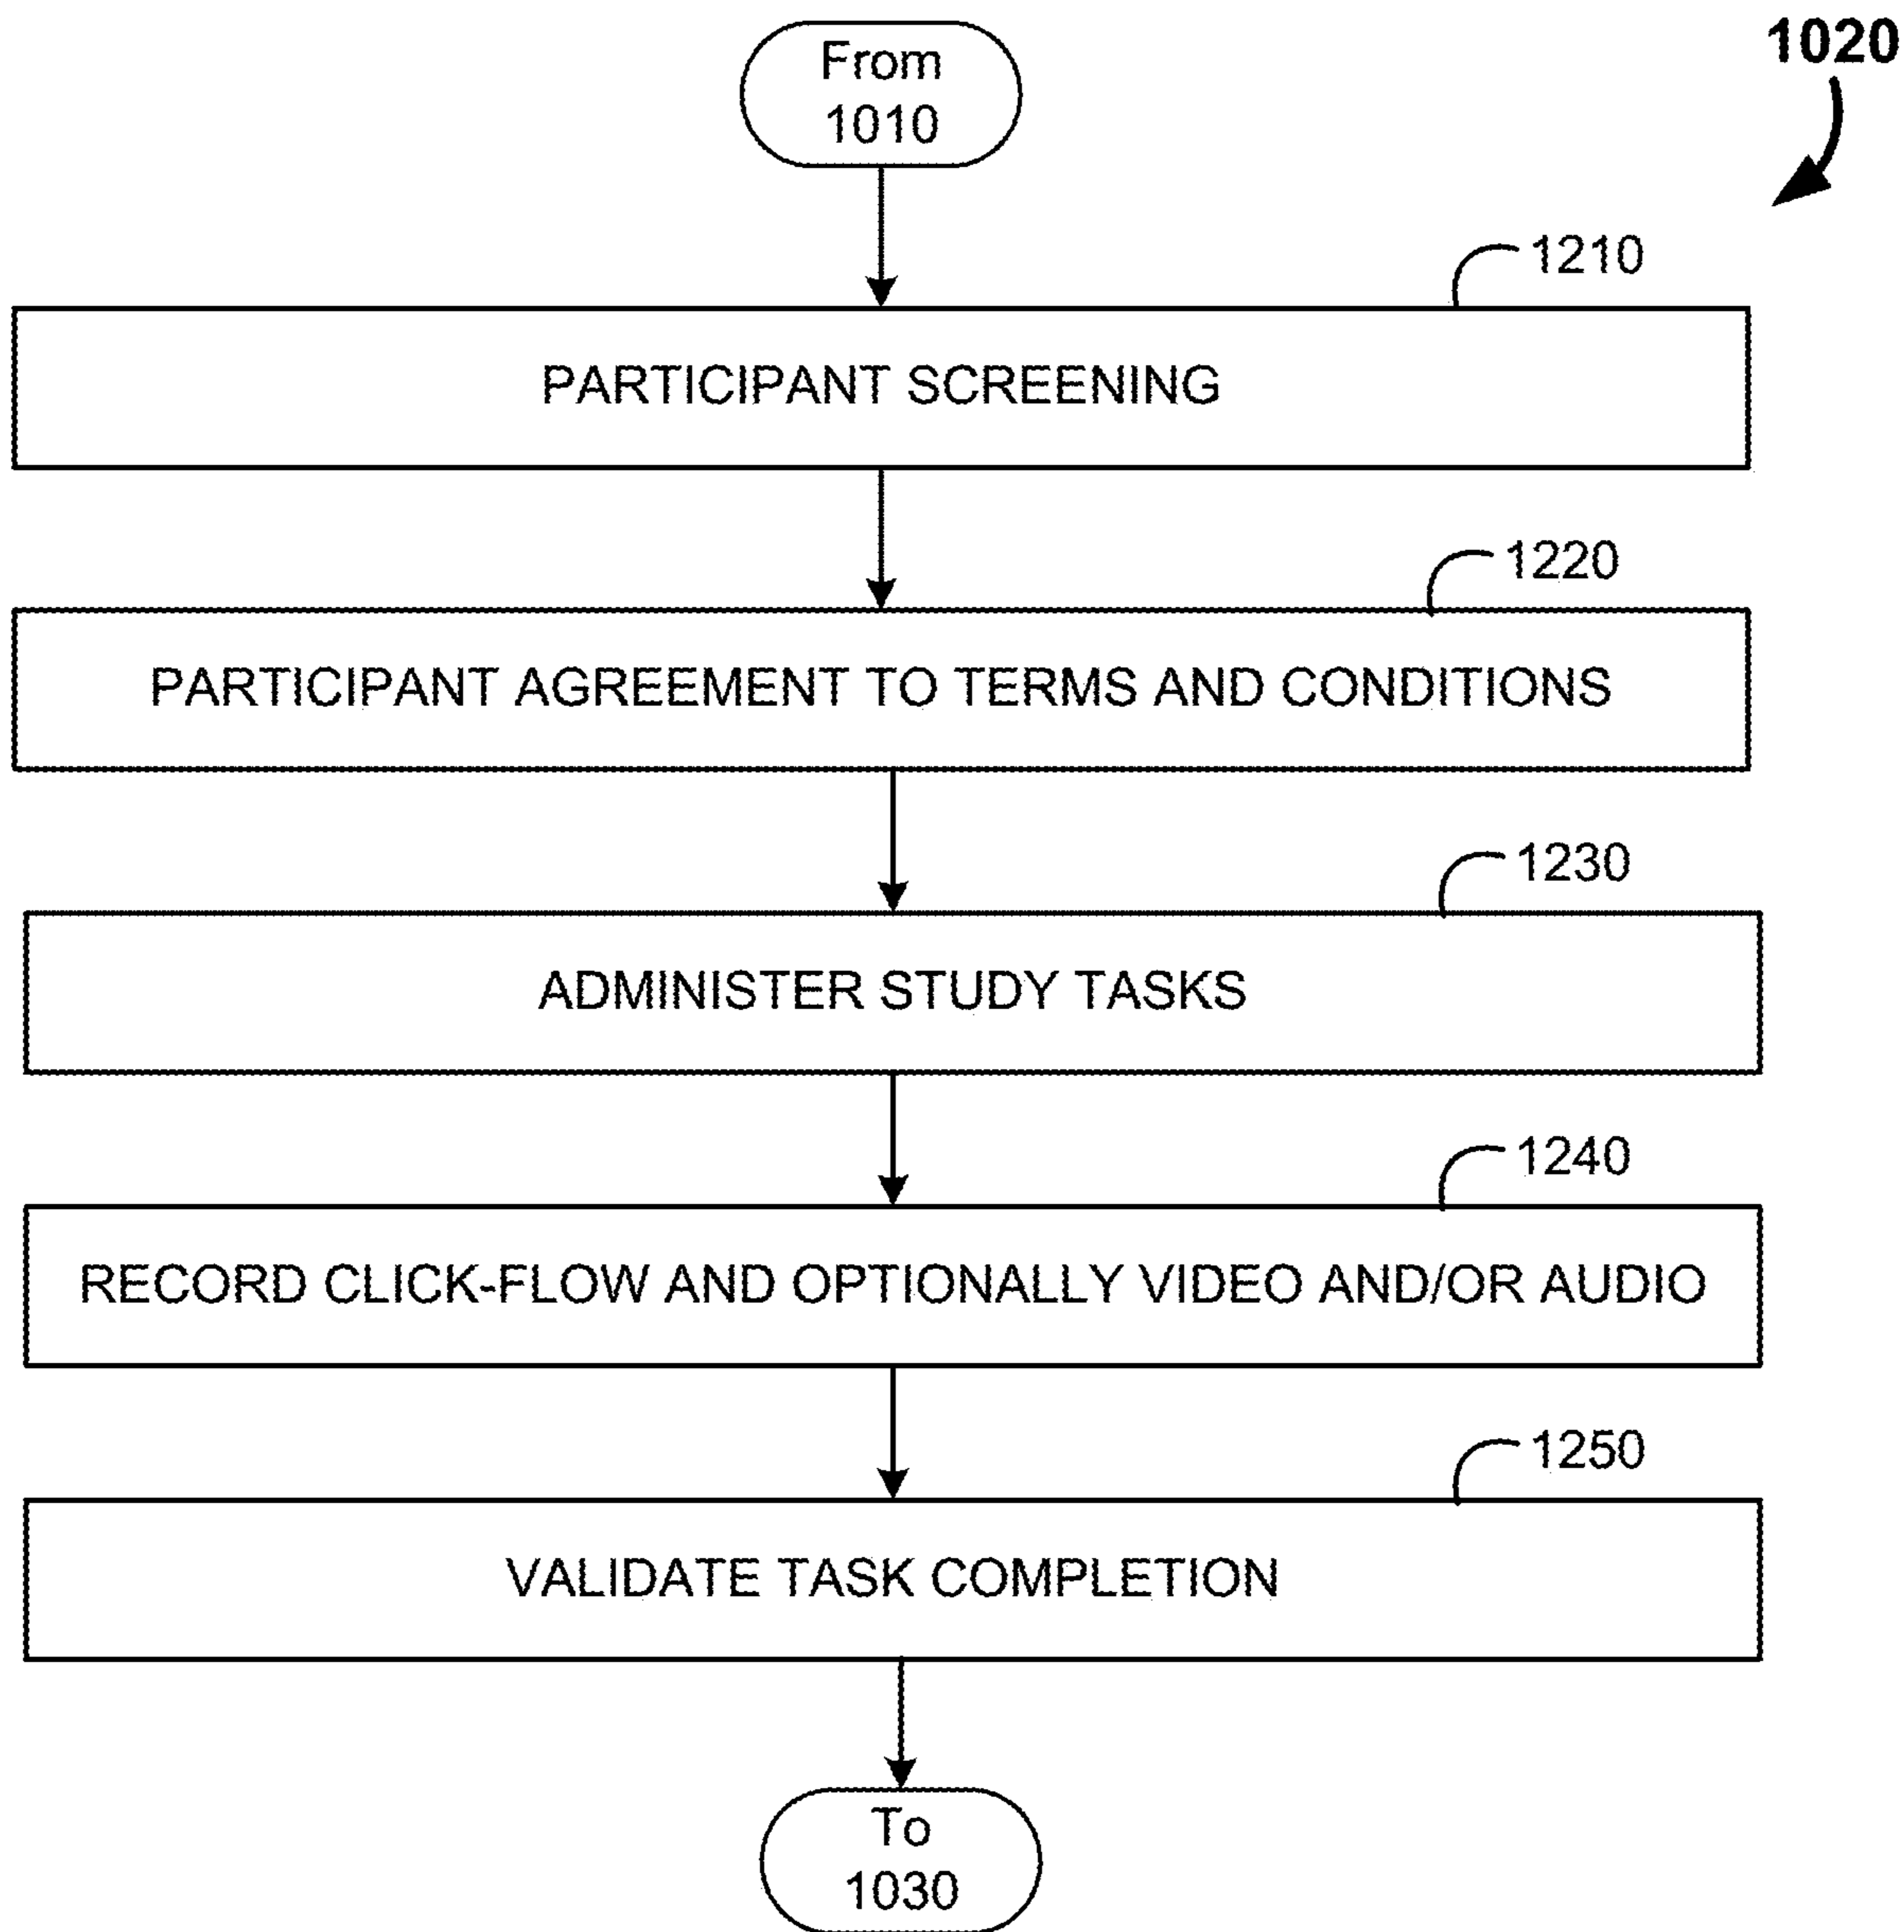 1020
From
1010
1210
PARTICIPANT SCREENING
1220
PARTICIPANT AGREEMENT TO TERMS AND CONDITIONS
1230
ADMINISTER STUDY TASKS
1240
RECORD CLICK-FLOW AND OPTIONALLY VIDEO AND/OR AUDIO
1250
VALIDATE TASK COMPLETION
To
1030